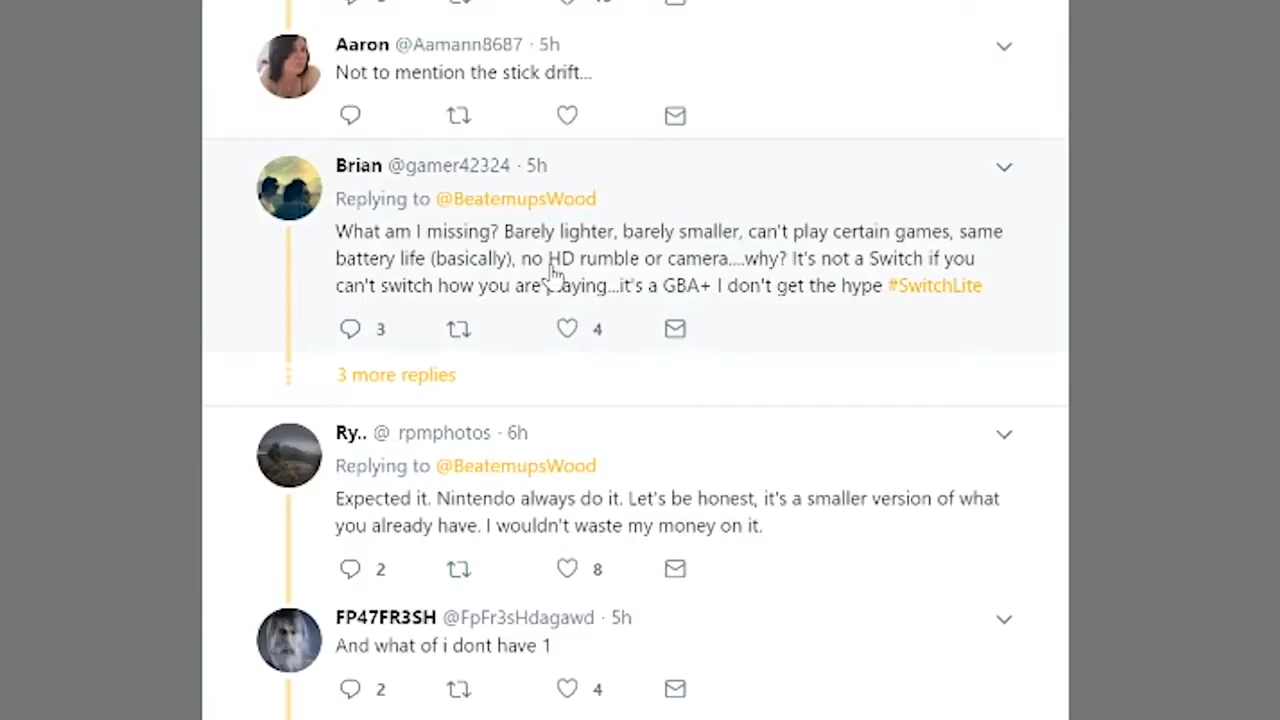 Aaron @Aamann8687 · 5h
Not to mention the stick drift...
Brian @gamer42324 · 5h
Replying to @BeatemupsWood
What am I missing? Barely lighter, barely smaller, can't play certain games, same
battery life (basically), no HD rumble or camera....why? It's not a Switch if you
can't switch how you are playing...it's a GBA+ I don't get the hype #SwitchLite
3 4
3 more replies
Ry.. @_rpmphotos · 6h
Replying to @BeatemupsWood
Expected it. Nintendo always do it. Let's be honest, it's a smaller version of what
you already have. I wouldn't waste my money on it.
2 8
FP47FR3SH @FpFr3sHdagawd · 5h
And what of i dont have 1
2 4